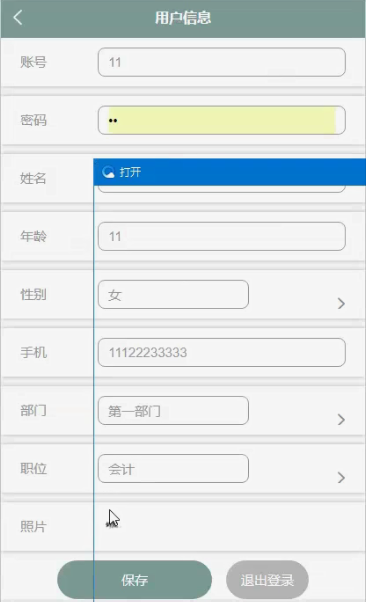 用户信息
账号 11
密码 ••
姓名
打开
年龄 11
性别 女
手机 11122233333
部门 第一部门
职位 会计
照片
保存 退出登录